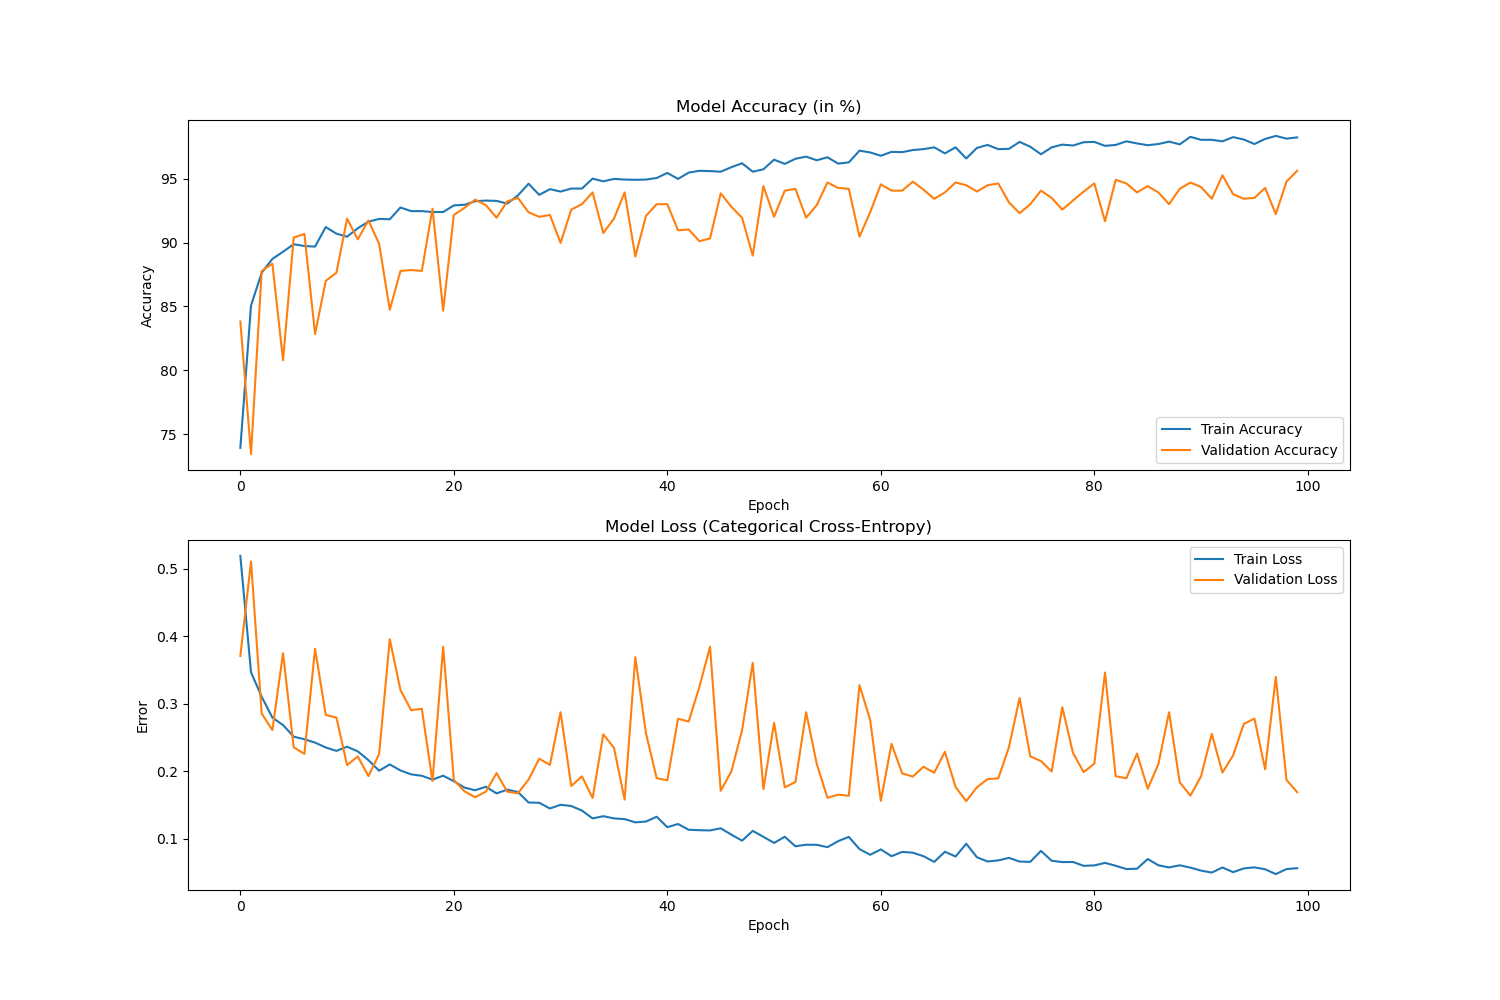 Model Accuracy (in %)
95
90
85
80
75
Accuracy
Train Accuracy
Validation Accuracy
0 20 40 60 80 100
Epoch
Model Loss (Categorical Cross-Entropy)
0.5
0.4
0.3
0.2
0.1
Error
Train Loss
Validation Loss
0 20 40 60 80 100
Epoch